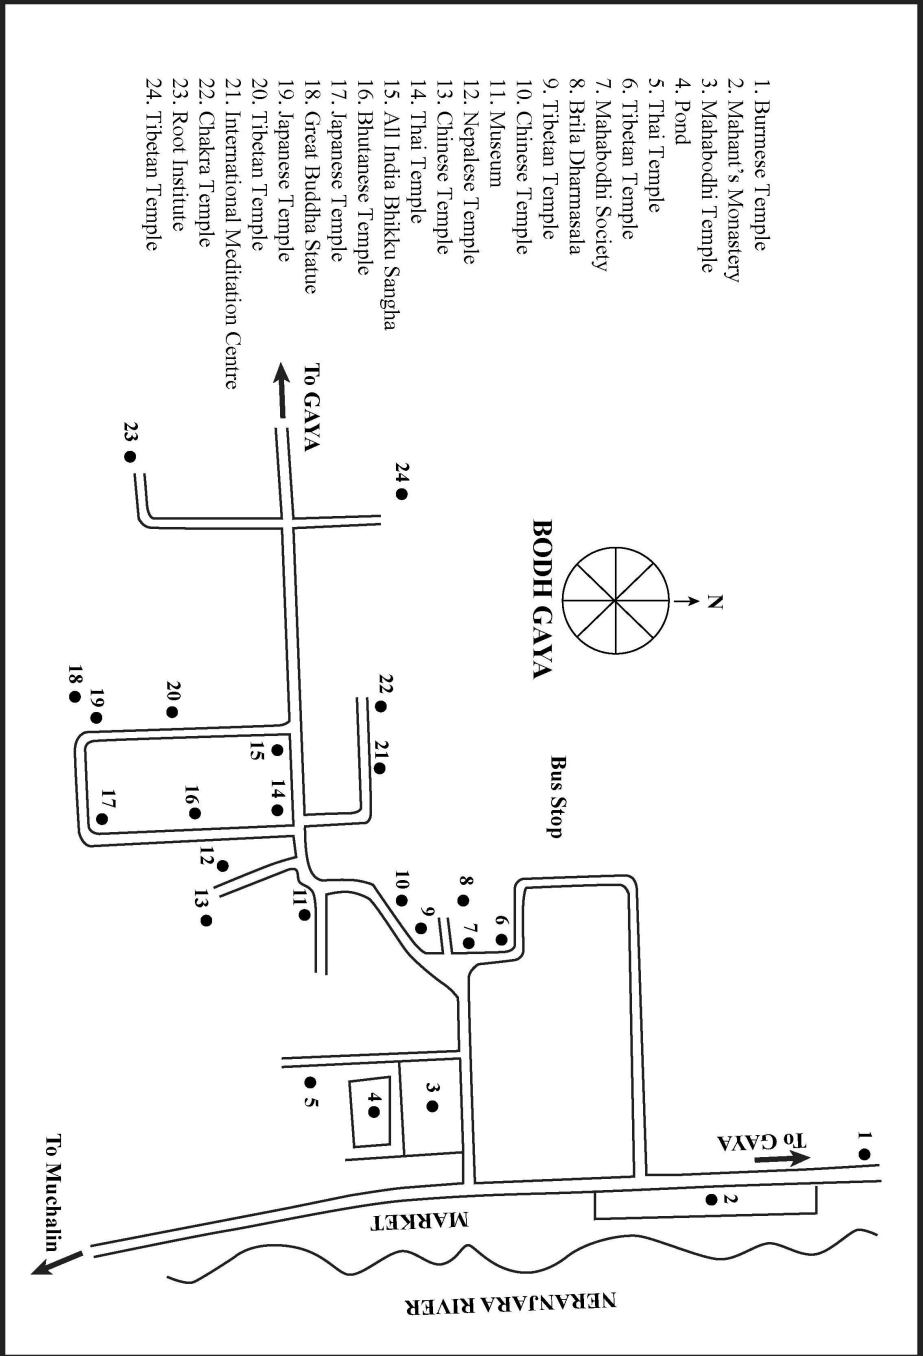 1. Burmese Temple
2. Mahant's Monastery
3. Mahabodhi Temple
4. Pond
5. Thai Temple
6. Tibetan Temple
7. Mahabodhi Society
8. Brila Dharmasala
9. Tibetan Temple
10. Chinese Temple
11. Museum
12. Nepalese Temple
13. Chinese Temple
14. Thai Temple
15. All India Bhikku Sangha
16. Bhutanese Temple
17. Japanese Temple
18. Great Buddha Statue
19. Japanese Temple
20. Tibetan Temple
21. International Meditation Centre
22. Chakra Temple
23. Root Institute
24. Tibetan Temple
N
BODH GAYA
To GAYA
24
23
Bus Stop
22
21
20
19
18
15
14
16
17
12
13
11
10
9
8
7
6
3
4
5
1
2
To GAYA
MARKET
To Muchalin
NERANJARA RIVER